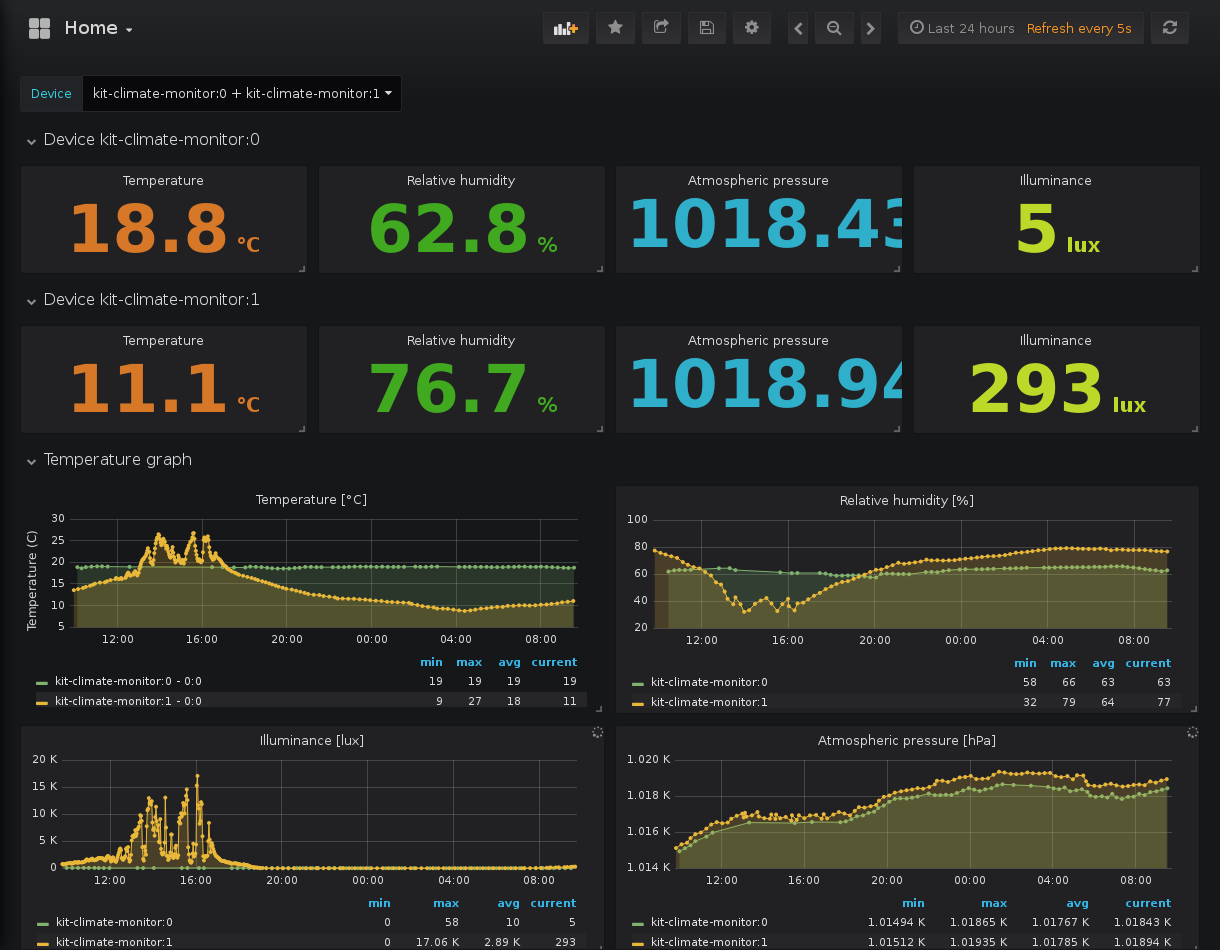 Home
Last 24 hours Refresh every 5s
Device kit-climate-monitor:0 + kit-climate-monitor:1
Device kit-climate-monitor:0
Temperature Relative humidity Atmospheric pressure Illuminance
18.8 °C 62.8 % 1018.43 5 lux
Device kit-climate-monitor:1
Temperature Relative humidity Atmospheric pressure Illuminance
11.1 °C 76.7 % 1018.94 293 lux
Temperature graph
Temperature [°C]
Temperature (C)
30
25
20
15
10
5
12:00 16:00 20:00 00:00 04:00 08:00
min max avg current
kit-climate-monitor:0 - 0:0 19 19 19 19
kit-climate-monitor:1 - 0:0 9 27 18 11
Relative humidity [%]
100
80
60
40
20
12:00 16:00 20:00 00:00 04:00 08:00
min max avg current
kit-climate-monitor:0 58 66 63 63
kit-climate-monitor:1 32 79 64 77
Illuminance [lux]
20 K
15 K
10 K
5 K
0
12:00 16:00 20:00 00:00 04:00 08:00
min max avg current
kit-climate-monitor:0 0 58 10 5
kit-climate-monitor:1 0 17.06 K 2.89 K 293
Atmospheric pressure [hPa]
1.020 K
1.018 K
1.016 K
1.014 K
12:00 16:00 20:00 00:00 04:00 08:00
min max avg current
kit-climate-monitor:0 1.01494 K 1.01865 K 1.01767 K 1.01843 K
kit-climate-monitor:1 1.01512 K 1.01935 K 1.01785 K 1.01894 K